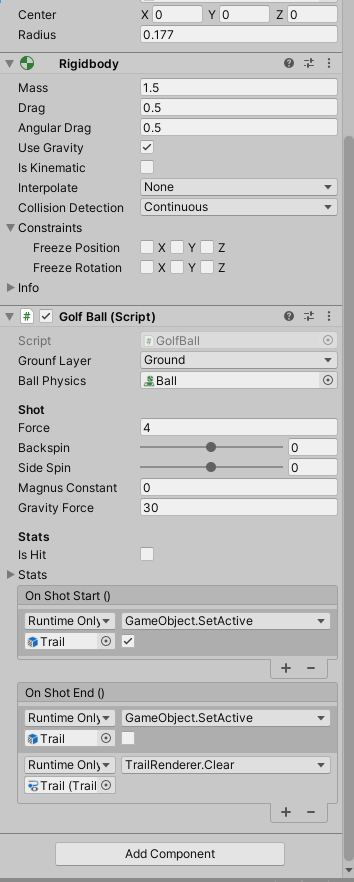 Center X 0 Y 0 Z 0
Radius 0.177
Rigidbody
Mass 1.5
Drag 0.5
Angular Drag 0.5
Use Gravity
Is Kinematic
Interpolate None
Collision Detection Continuous
Constraints
Freeze Position X Y Z
Freeze Rotation X Y Z
Info
# Golf Ball (Script)
Script # GolfBall
Grounf Layer Ground
Ball Physics Ball
Shot
Force 4
Backspin 0
Side Spin 0
Magnus Constant 0
Gravity Force 30
Stats
Is Hit
Stats
On Shot Start ()
Runtime Only GameObject.SetActive
Trail
+ −
On Shot End ()
Runtime Only GameObject.SetActive
Trail
Runtime Only TrailRenderer.Clear
Trail (Trail
+ −
Add Component